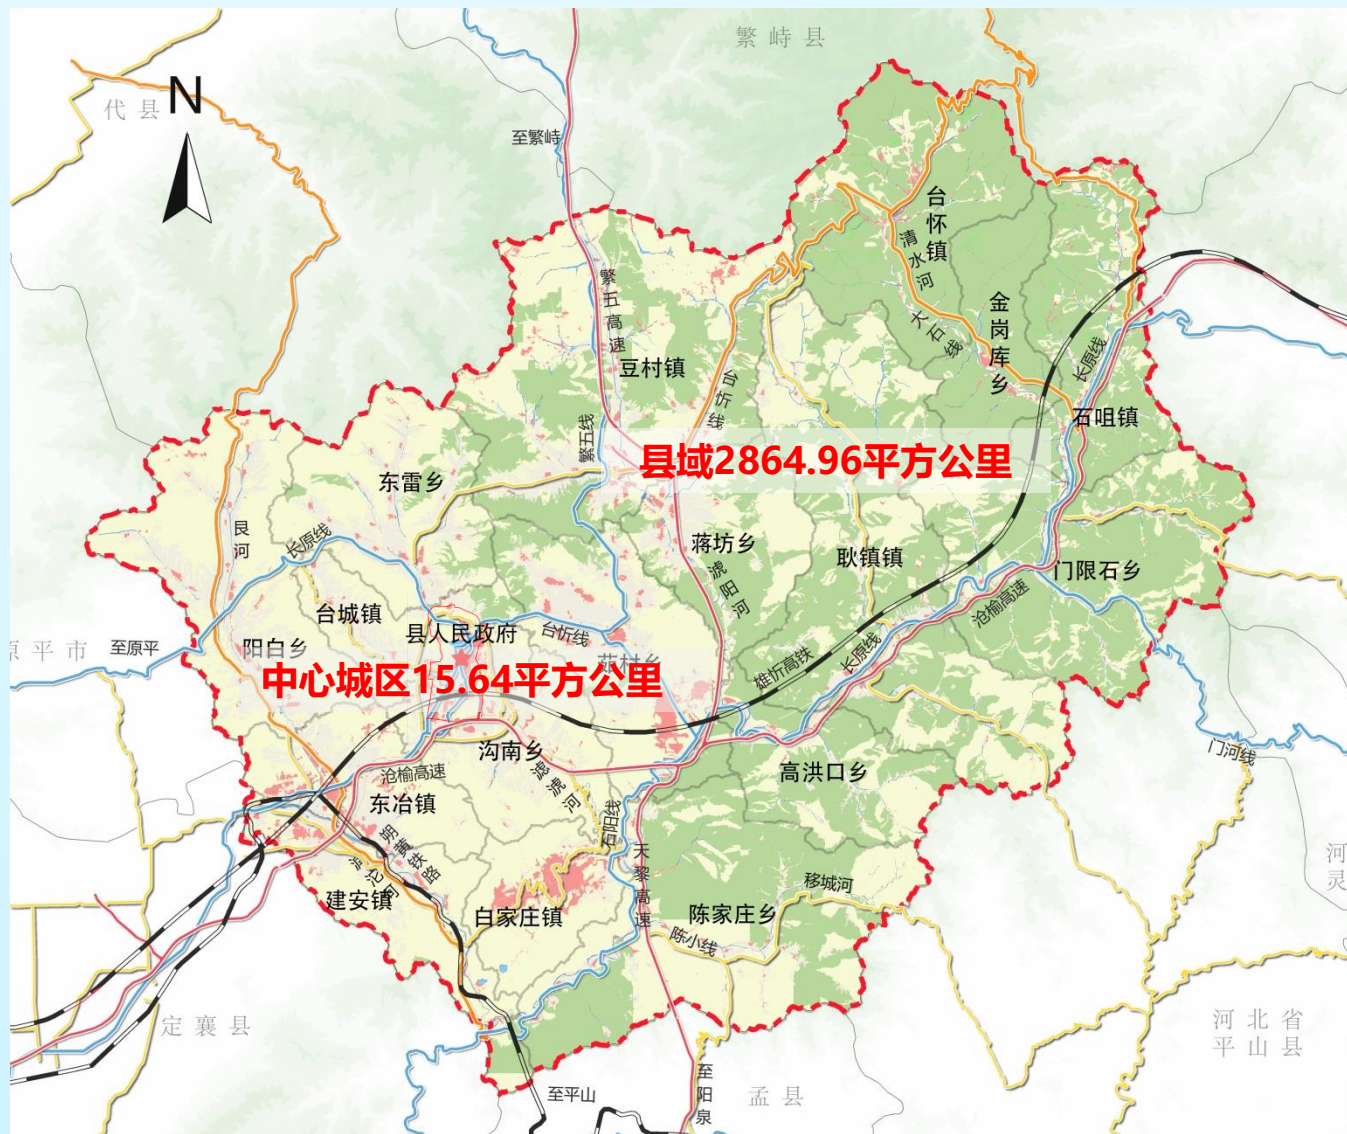 繁峙县
代县
N
至繁峙
台怀镇
清水河
繁五高速
金岗库乡
大石线
长原线
豆村镇
台忻线
石咀镇
繁五线
县域2864.96平方公里
东雷乡
艮河
长原线
蒋坊乡
耿镇镇
滤阳河
门限石乡
沧榆高速
台城镇
县人民政府
台忻线
原平市
至原平
阳白乡
茹村乡
长原线
雄忻高铁
中心城区15.64平方公里
沟南乡
门河线
沧榆高速
滤滤河
高洪口乡
东冶镇
石阳线
朔黄铁路
滹沱河
天黎高速
河
灵
移城河
建安镇
白家庄镇
陈家庄乡
陈小线
定襄县
河北省
平山县
至平山
至阳泉
盂县